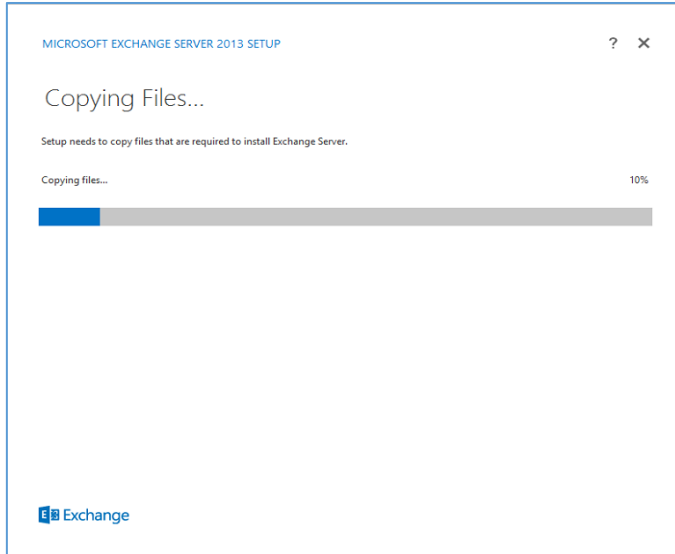 MICROSOFT EXCHANGE SERVER 2013 SETUP ? ✕
Copying Files...
Setup needs to copy files that are required to install Exchange Server.
Copying files... 10%
Exchange